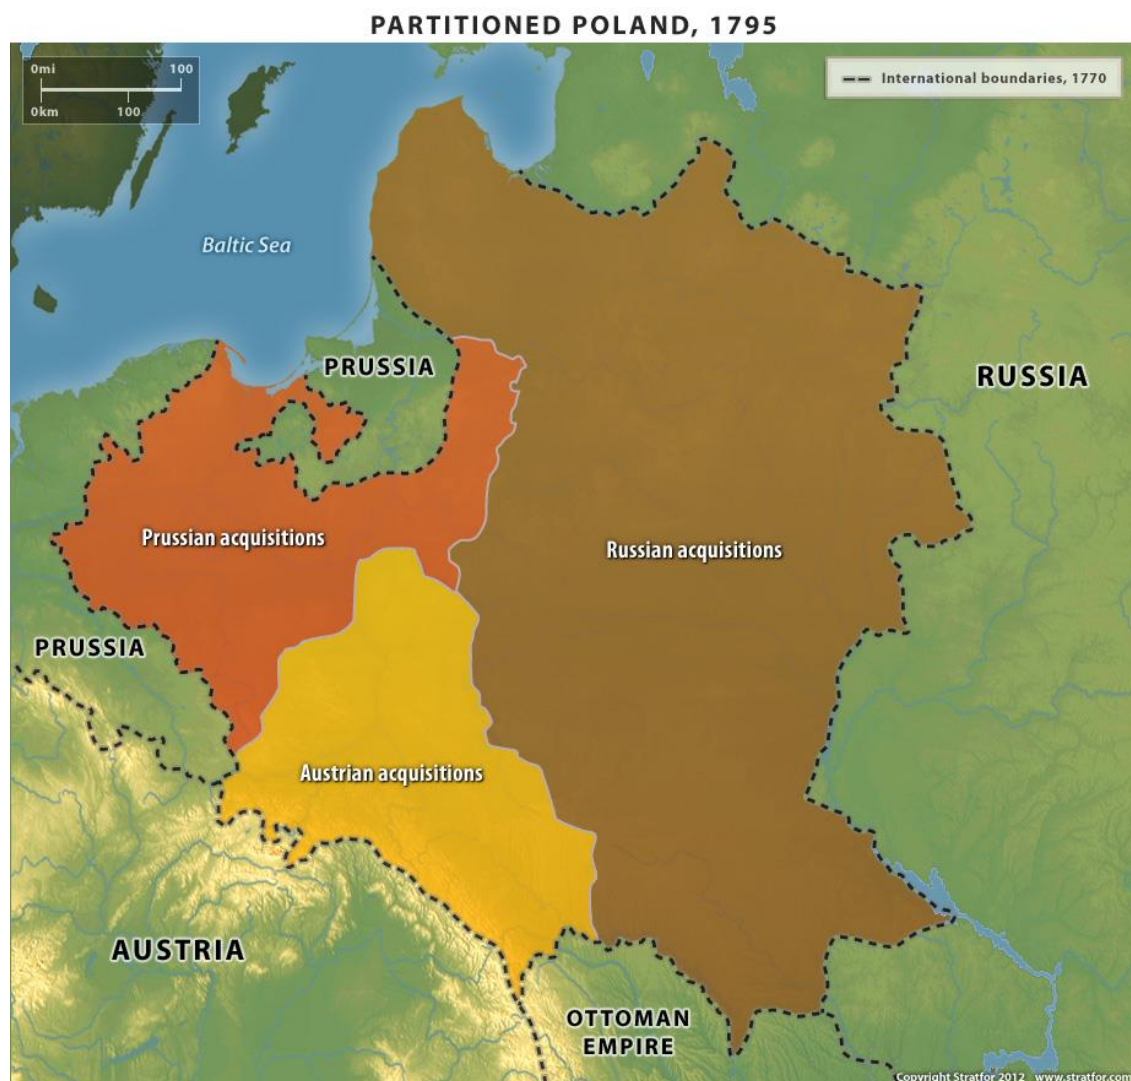 PARTITIONED POLAND, 1795
0mi 100
0km 100
International boundaries, 1770
Baltic Sea
PRUSSIA
RUSSIA
Prussian acquisitions
Russian acquisitions
PRUSSIA
Austrian acquisitions
AUSTRIA
OTTOMAN
EMPIRE
Copyright Stratfor 2012 www.stratfor.com